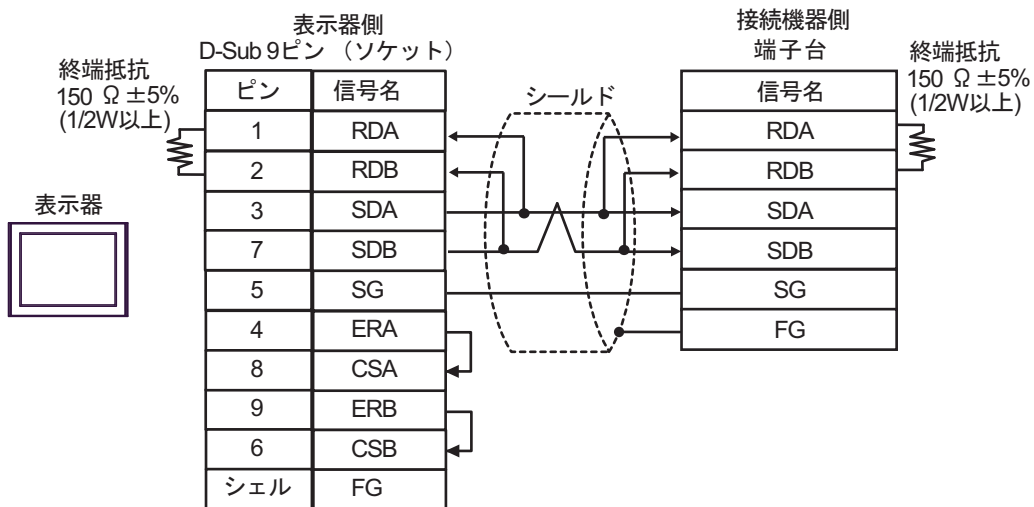 表示器側
D-Sub 9ピン （ソケット）
終端抵抗
150 Ω ±5%
(1/2W以上)
ピン 信号名
1 RDA
2 RDB
3 SDA
7 SDB
5 SG
4 ERA
8 CSA
9 ERB
6 CSB
シェル FG
表示器
シールド
接続機器側
端子台
信号名
RDA
RDB
SDA
SDB
SG
FG
終端抵抗
150 Ω ±5%
(1/2W以上)